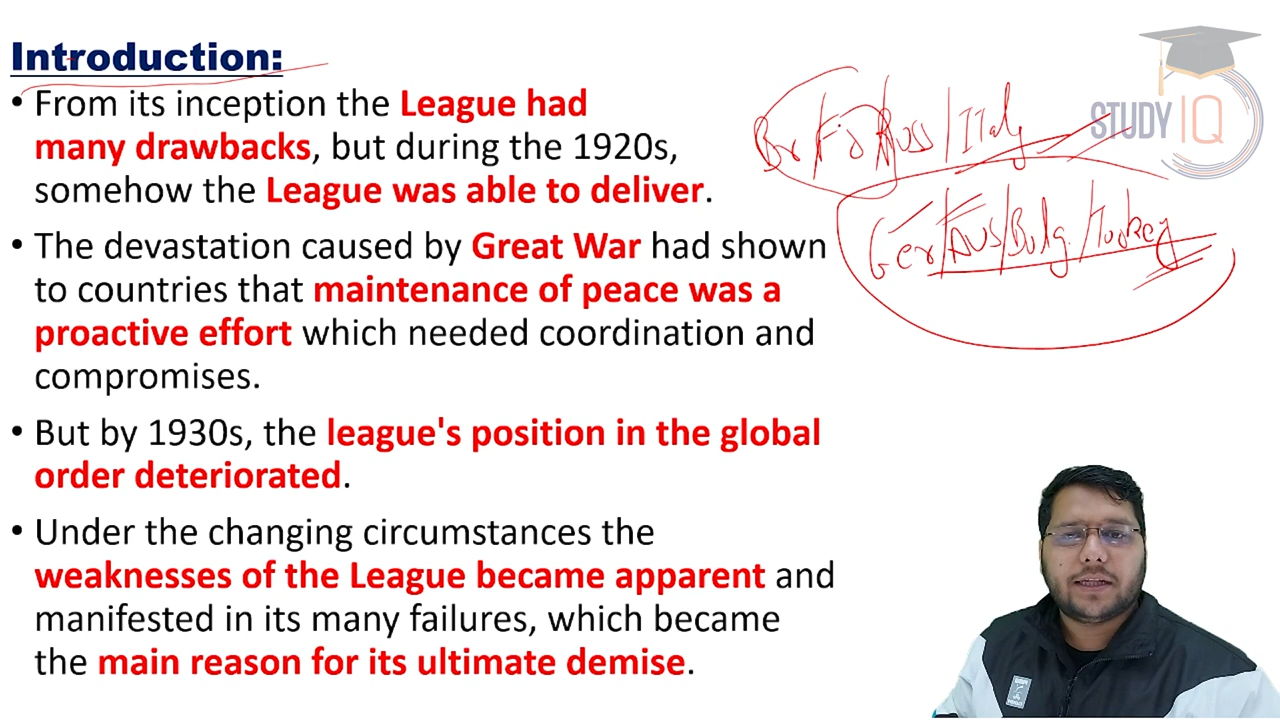 Introduction:
• From its inception the League had
many drawbacks, but during the 1920s,
somehow the League was able to deliver.
• The devastation caused by Great War had shown
to countries that maintenance of peace was a
proactive effort which needed coordination and
compromises.
• But by 1930s, the league's position in the global
order deteriorated.
• Under the changing circumstances the
weaknesses of the League became apparent and
manifested in its many failures, which became
the main reason for its ultimate demise.
Br/ /Russ/Italy
Ger/AUS/Bulg./Turkey
STUDY IQ